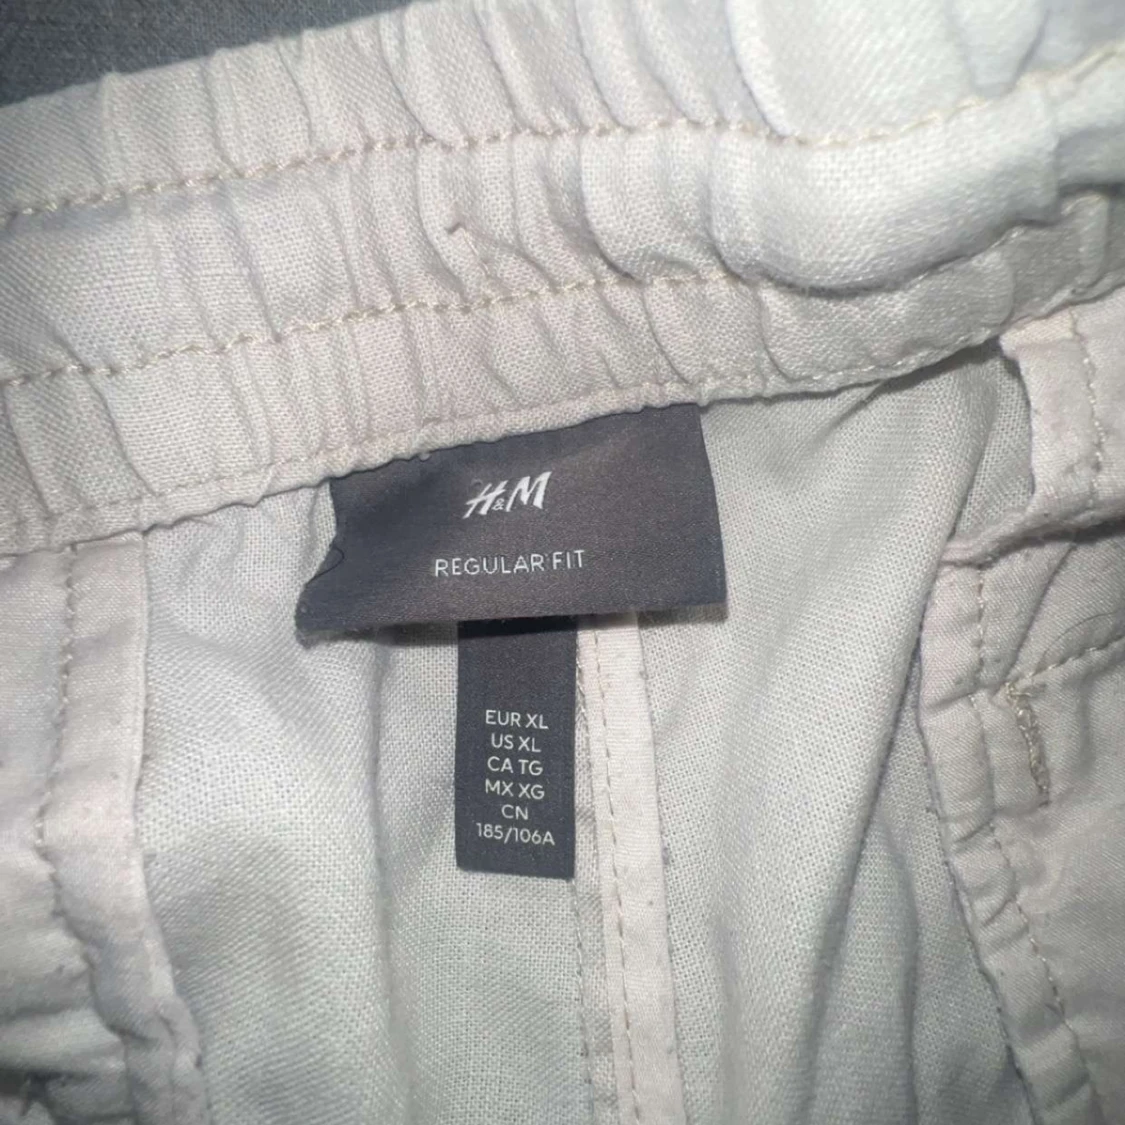 H&M
REGULAR FIT
EUR XL
US XL
CA TG
MX XG
CN
185/106A